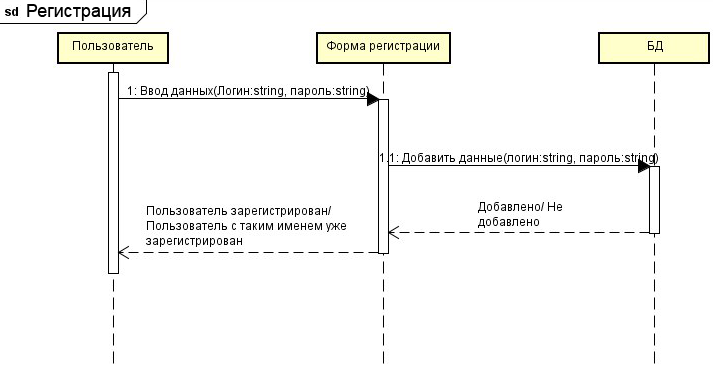 sd Регистрация
Пользователь
Форма регистрации
БД
1: Ввод данных(Логин:string, пароль:string)
1.1: Добавить данные(логин:string, пароль:string)
Добавлено/ Не
добавлено
Пользователь зарегистрирован/
Пользователь с таким именем уже
зарегистрирован